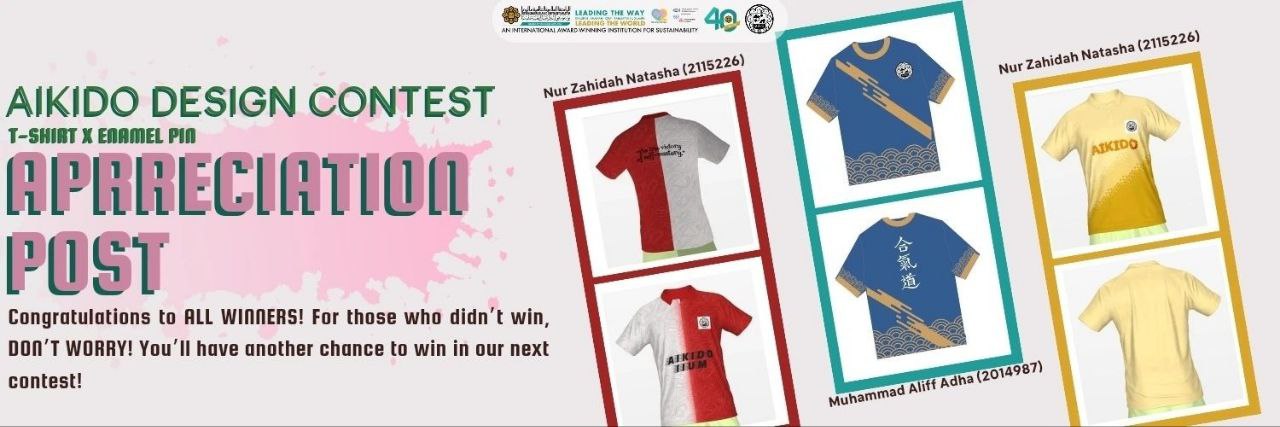 LEADING THE WAY
LEADING THE WORLD
AN INTERNATIONAL AWARD WINNING INSTITUTION FOR SUSTAINABILITY
40
AIKIDO DESIGN CONTEST
T-SHIRT X ENAMEL PIN
APRRECIATION
POST
Congratulations to ALL WINNERS! For those who didn't win,
DON'T WORRY! You'll have another chance to win in our next
contest!
Nur Zahidah Natasha (2115226)
AIKIDO
IIUM
合
氣
道
Muhammad Aliff Adha (2014987)
Nur Zahidah Natasha (2115226)
AIKIDO